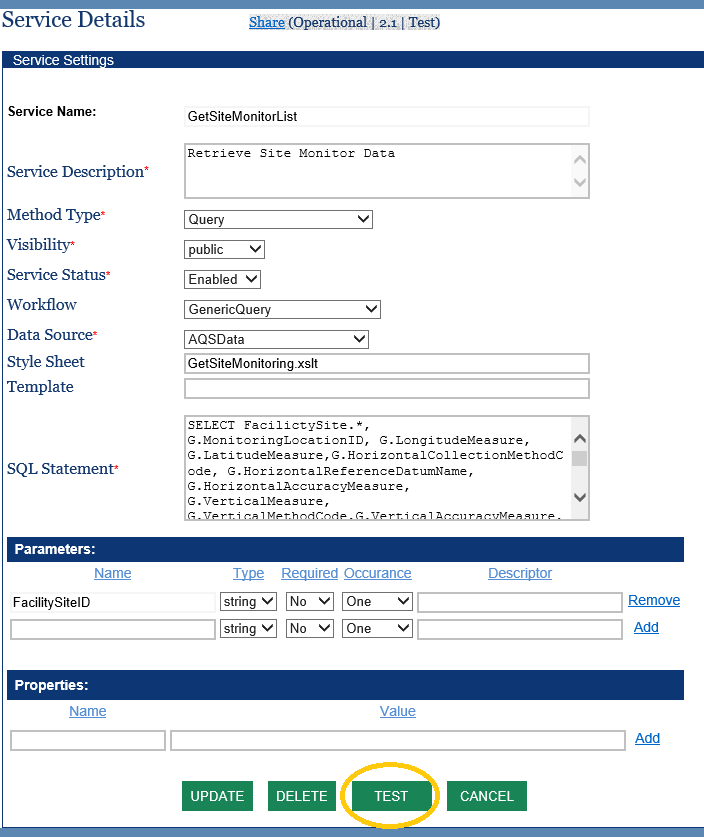 Service Details
Share (Operational | 2.1 | Test)
Service Settings
Service Name:
GetSiteMonitorList
Service Description*
Retrieve Site Monitor Data
Method Type*
Query
Visibility*
public
Service Status*
Enabled
Workflow
GenericQuery
Data Source*
AQSData
Style Sheet
GetSiteMonitoring.xslt
Template
SQL Statement*
SELECT FacilictySite.*,
G.MonitoringLocationID, G.LongitudeMeasure,
G.LatitudeMeasure,G.HorizontalCollectionMethodC
ode, G.HorizontalReferenceDatumName,
G.HorizontalAccuracyMeasure,
G.VerticalMeasure,
G.VerticalMethodCode,G.VerticalAccuracyMeasure,
Parameters:
Name Type Required Occurance Descriptor
FacilitySiteID string No One Remove
string No One Add
Properties:
Name Value
Add
UPDATE DELETE TEST CANCEL